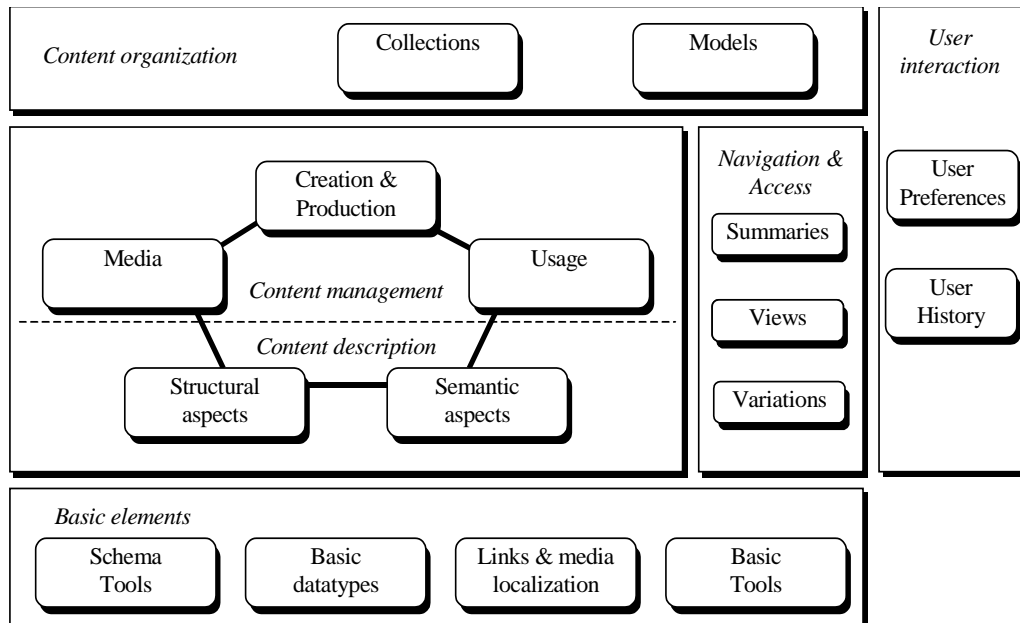 Content organization
Collections
Models
User
interaction
Creation &
Production
Media
Usage
Content management
Content description
Structural
aspects
Semantic
aspects
Navigation &
Access
Summaries
Views
Variations
User
Preferences
User
History
Basic elements
Schema
Tools
Basic
datatypes
Links & media
localization
Basic
Tools